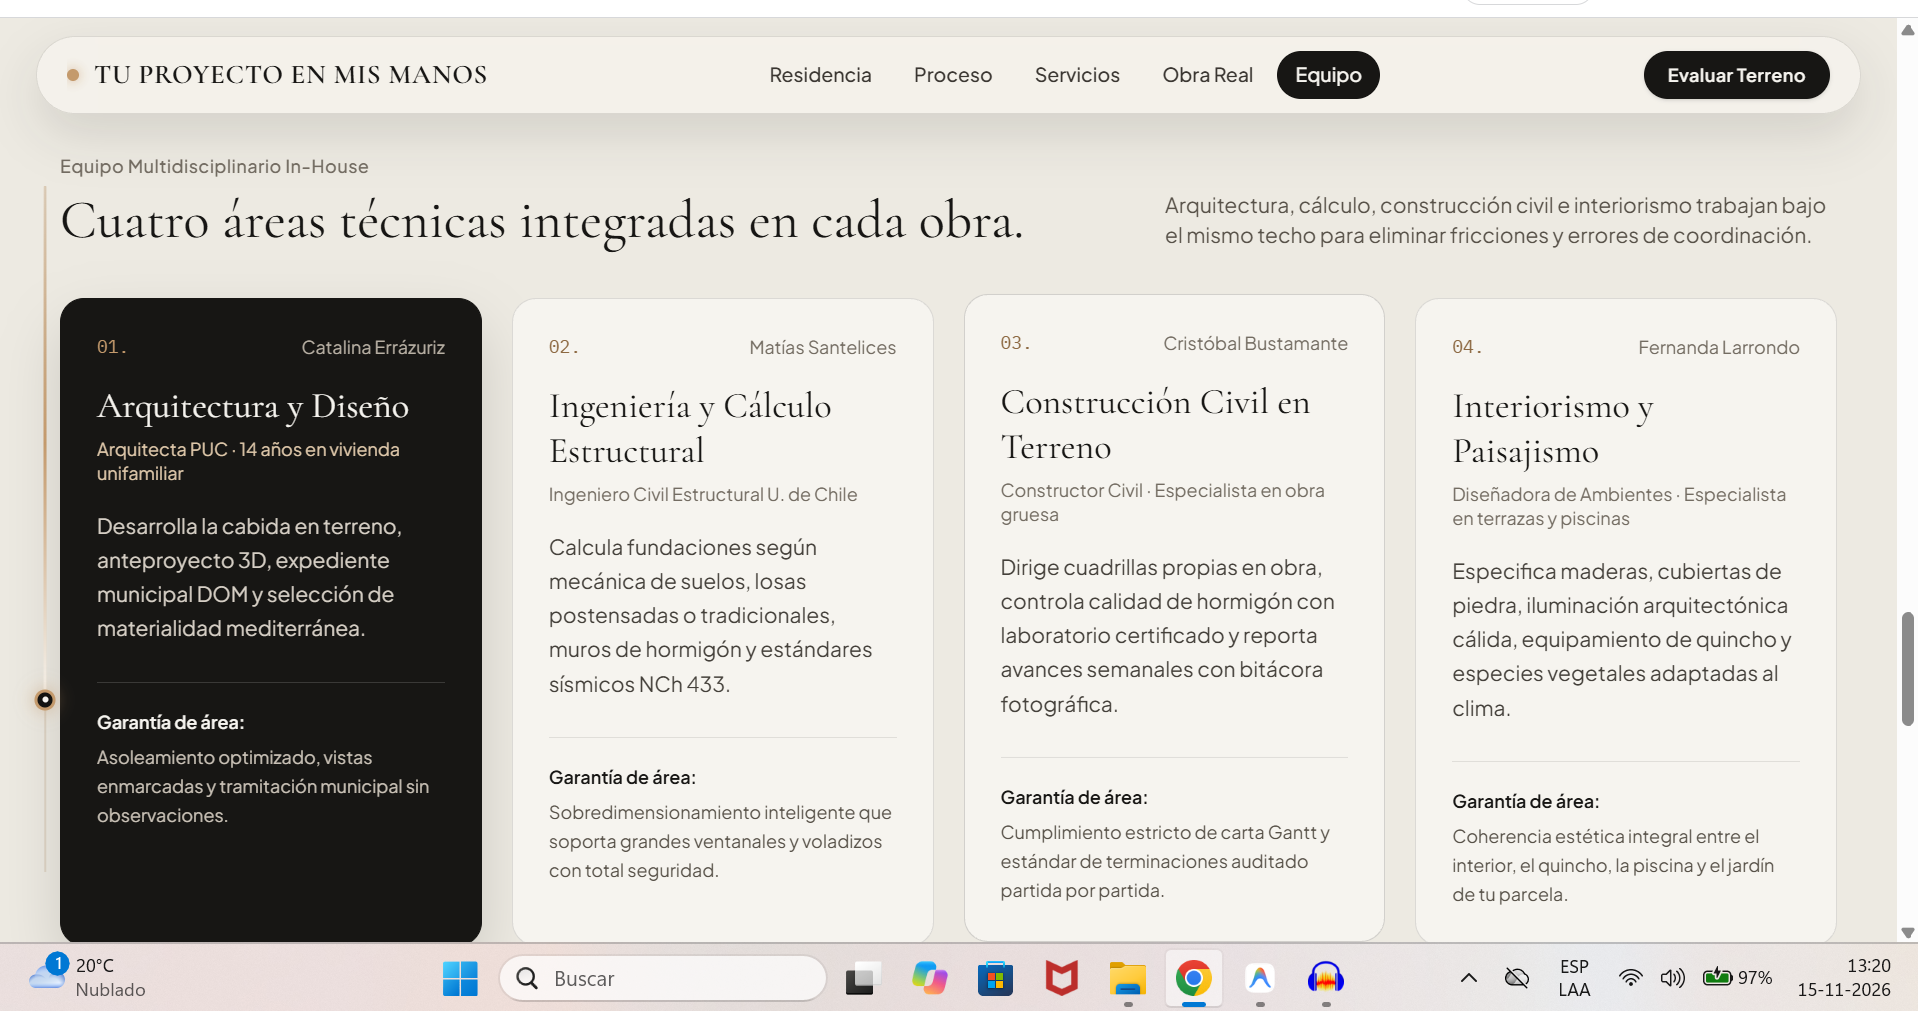 TU PROYECTO EN MIS MANOS
Residencia
Proceso
Servicios
Obra Real
Equipo
Evaluar Terreno
Equipo Multidisciplinario In-House
Cuatro áreas técnicas integradas en cada obra.
Arquitectura, cálculo, construcción civil e interiorismo trabajan bajo
el mismo techo para eliminar fricciones y errores de coordinación.
01.
Catalina Errázuriz
Arquitectura y Diseño
Arquitecta PUC · 14 años en vivienda
unifamiliar
Desarrolla la cabida en terreno,
anteproyecto 3D, expediente
municipal DOM y selección de
materialidad mediterránea.
Garantía de área:
Asoleamiento optimizado, vistas
enmarcadas y tramitación municipal sin
observaciones.
02.
Matías Santelices
Ingeniería y Cálculo
Estructural
Ingeniero Civil Estructural U. de Chile
Calcula fundaciones según
mecánica de suelos, losas
postensadas o tradicionales,
muros de hormigón y estándares
sísmicos NCh 433.
Garantía de área:
Sobredimensionamiento inteligente que
soporta grandes ventanales y voladizos
con total seguridad.
03.
Cristóbal Bustamante
Construcción Civil en
Terreno
Constructor Civil · Especialista en obra
gruesa
Dirige cuadrillas propias en obra,
controla calidad de hormigón con
laboratorio certificado y reporta
avances semanales con bitácora
fotográfica.
Garantía de área:
Cumplimiento estricto de carta Gantt y
estándar de terminaciones auditado
partida por partida.
04.
Fernanda Larrondo
Interiorismo y
Paisajismo
Diseñadora de Ambientes · Especialista
en terrazas y piscinas
Especifica maderas, cubiertas de
piedra, iluminación arquitectónica
cálida, equipamiento de quincho y
especies vegetales adaptadas al
clima.
Garantía de área:
Coherencia estética integral entre el
interior, el quincho, la piscina y el jardín
de tu parcela.
1
20°C
Nublado
Buscar
ESP
LAA
97%
13:20
15-11-2026